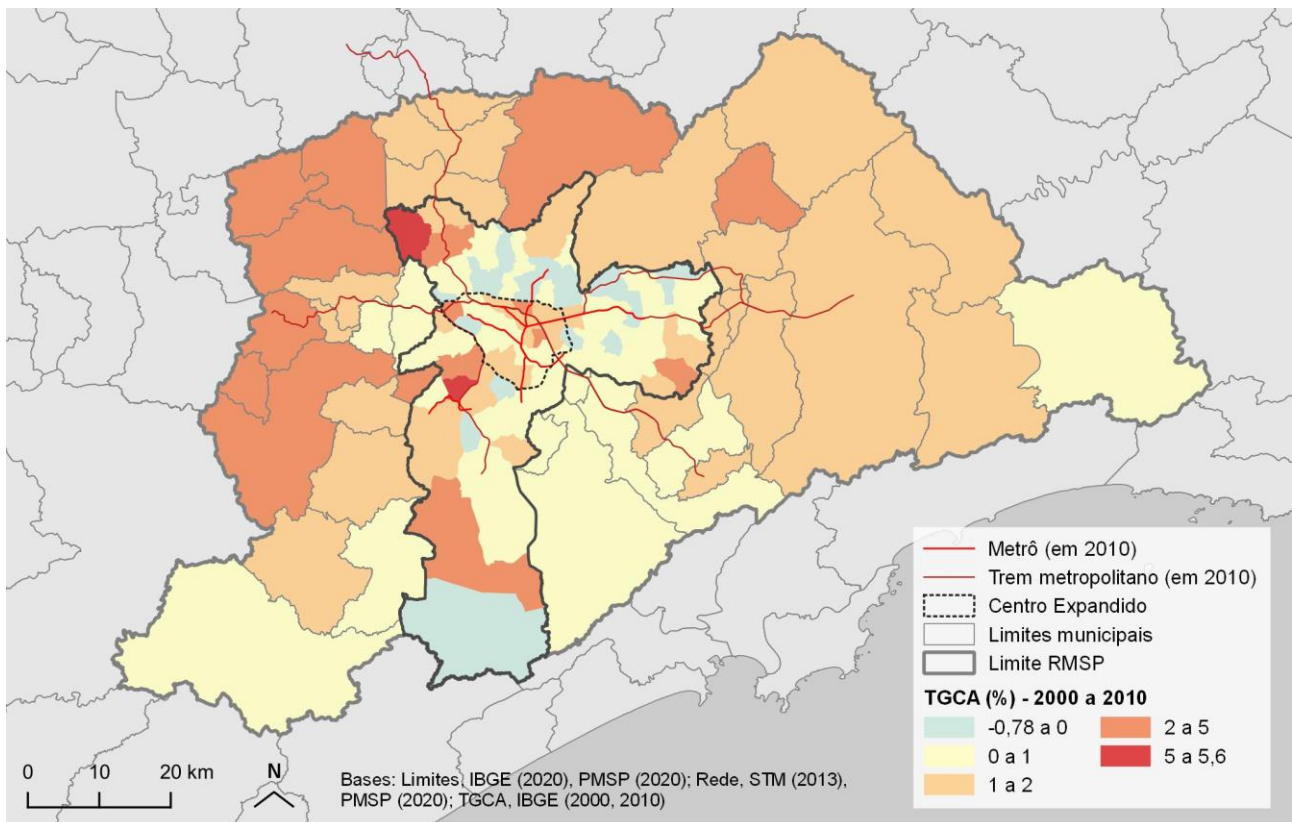 Metrô (em 2010)
Trem metropolitano (em 2010)
Centro Expandido
Limites municipais
Limite RMSP
TGCA (%) - 2000 a 2010
-0,78 a 0
2 a 5
0 a 1
5 a 5,6
1 a 2
0 10 20 km
N
Bases: Limites, IBGE (2020), PMSP (2020); Rede, STM (2013),
PMSP (2020); TGCA, IBGE (2000, 2010)